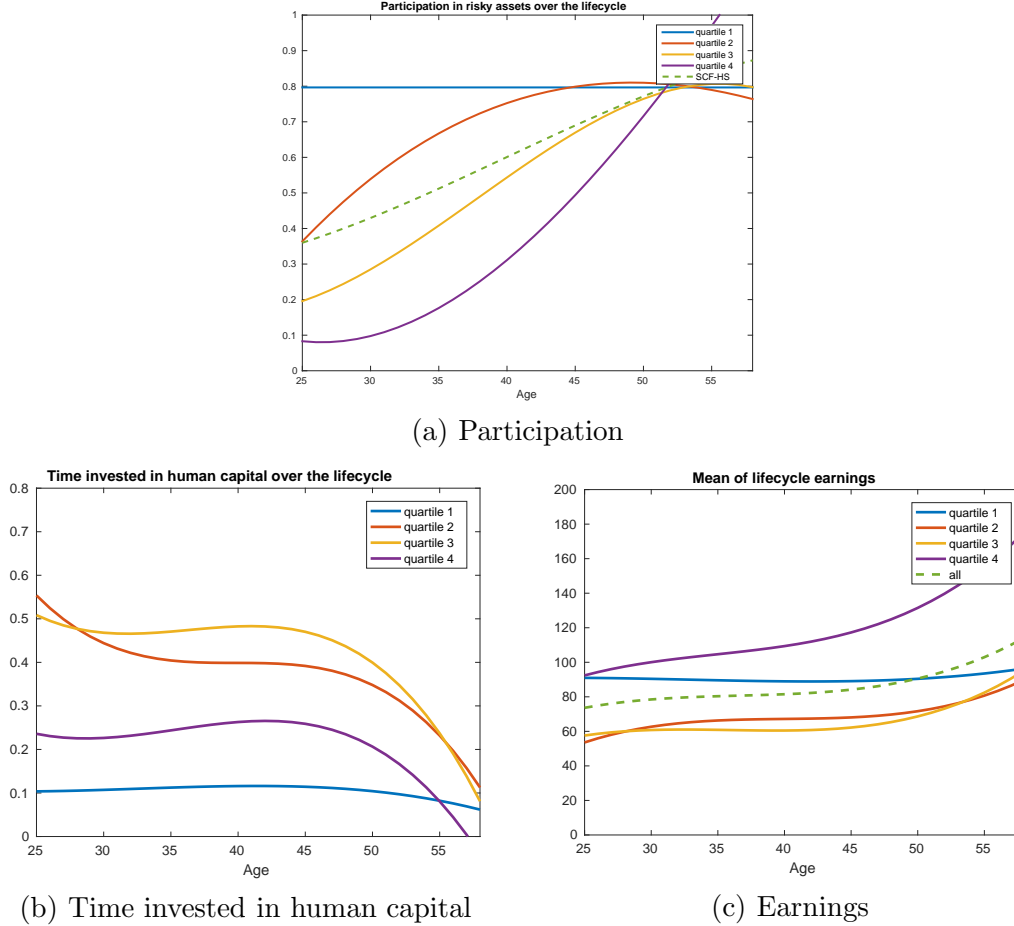 Participation in risky assets over the lifecycle
1
0.9
0.8
0.7
0.6
0.5
0.4
0.3
0.2
0.1
0
quartile 1
quartile 2
quartile 3
quartile 4
SCF-HS
25 30 35 40 45 50 55
Age
(a) Participation
Time invested in human capital over the lifecycle
0.8
0.7
0.6
0.5
0.4
0.3
0.2
0.1
0
quartile 1
quartile 2
quartile 3
quartile 4
25 30 35 40 45 50 55
Age
(b) Time invested in human capital
Mean of lifecycle earnings
200
180
160
140
120
100
80
60
40
20
0
quartile 1
quartile 2
quartile 3
quartile 4
all
25 30 35 40 45 50 55
Age
(c) Earnings